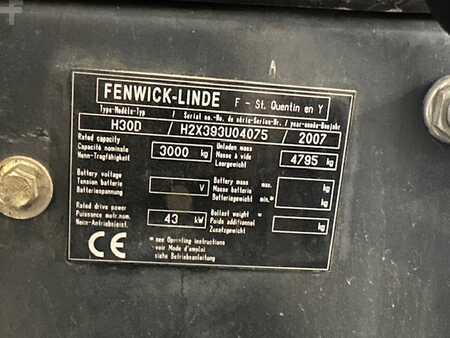 A
FENWICK-LINDE F - St. Quentin en Y
Type-Modèle-Typ / Serial no.-No. de série-Serien-Nr. / year-année-Baujahr
H30D / H2X393U04075 / 2007
Rated capacity
Capacité nominale 3000 kg
Nenn-Tragfähigkeit
Unladen mass
Masse à vide 4795 kg
Leergewicht
Battery voltage
Tension batterie V
Batteriespannung
Battery mass max. kg
Masse batterie
Batteriegewicht min.* kg
Rated drive power
Puissance motr.nom. 43 kW
Nenn-Antriebsleist.
Ballast weight *
Poids additionnel kg
Zusatzgewicht
CE
* see Operating instructions
voir Mode d'emploi
siehe Betriebsanleitung